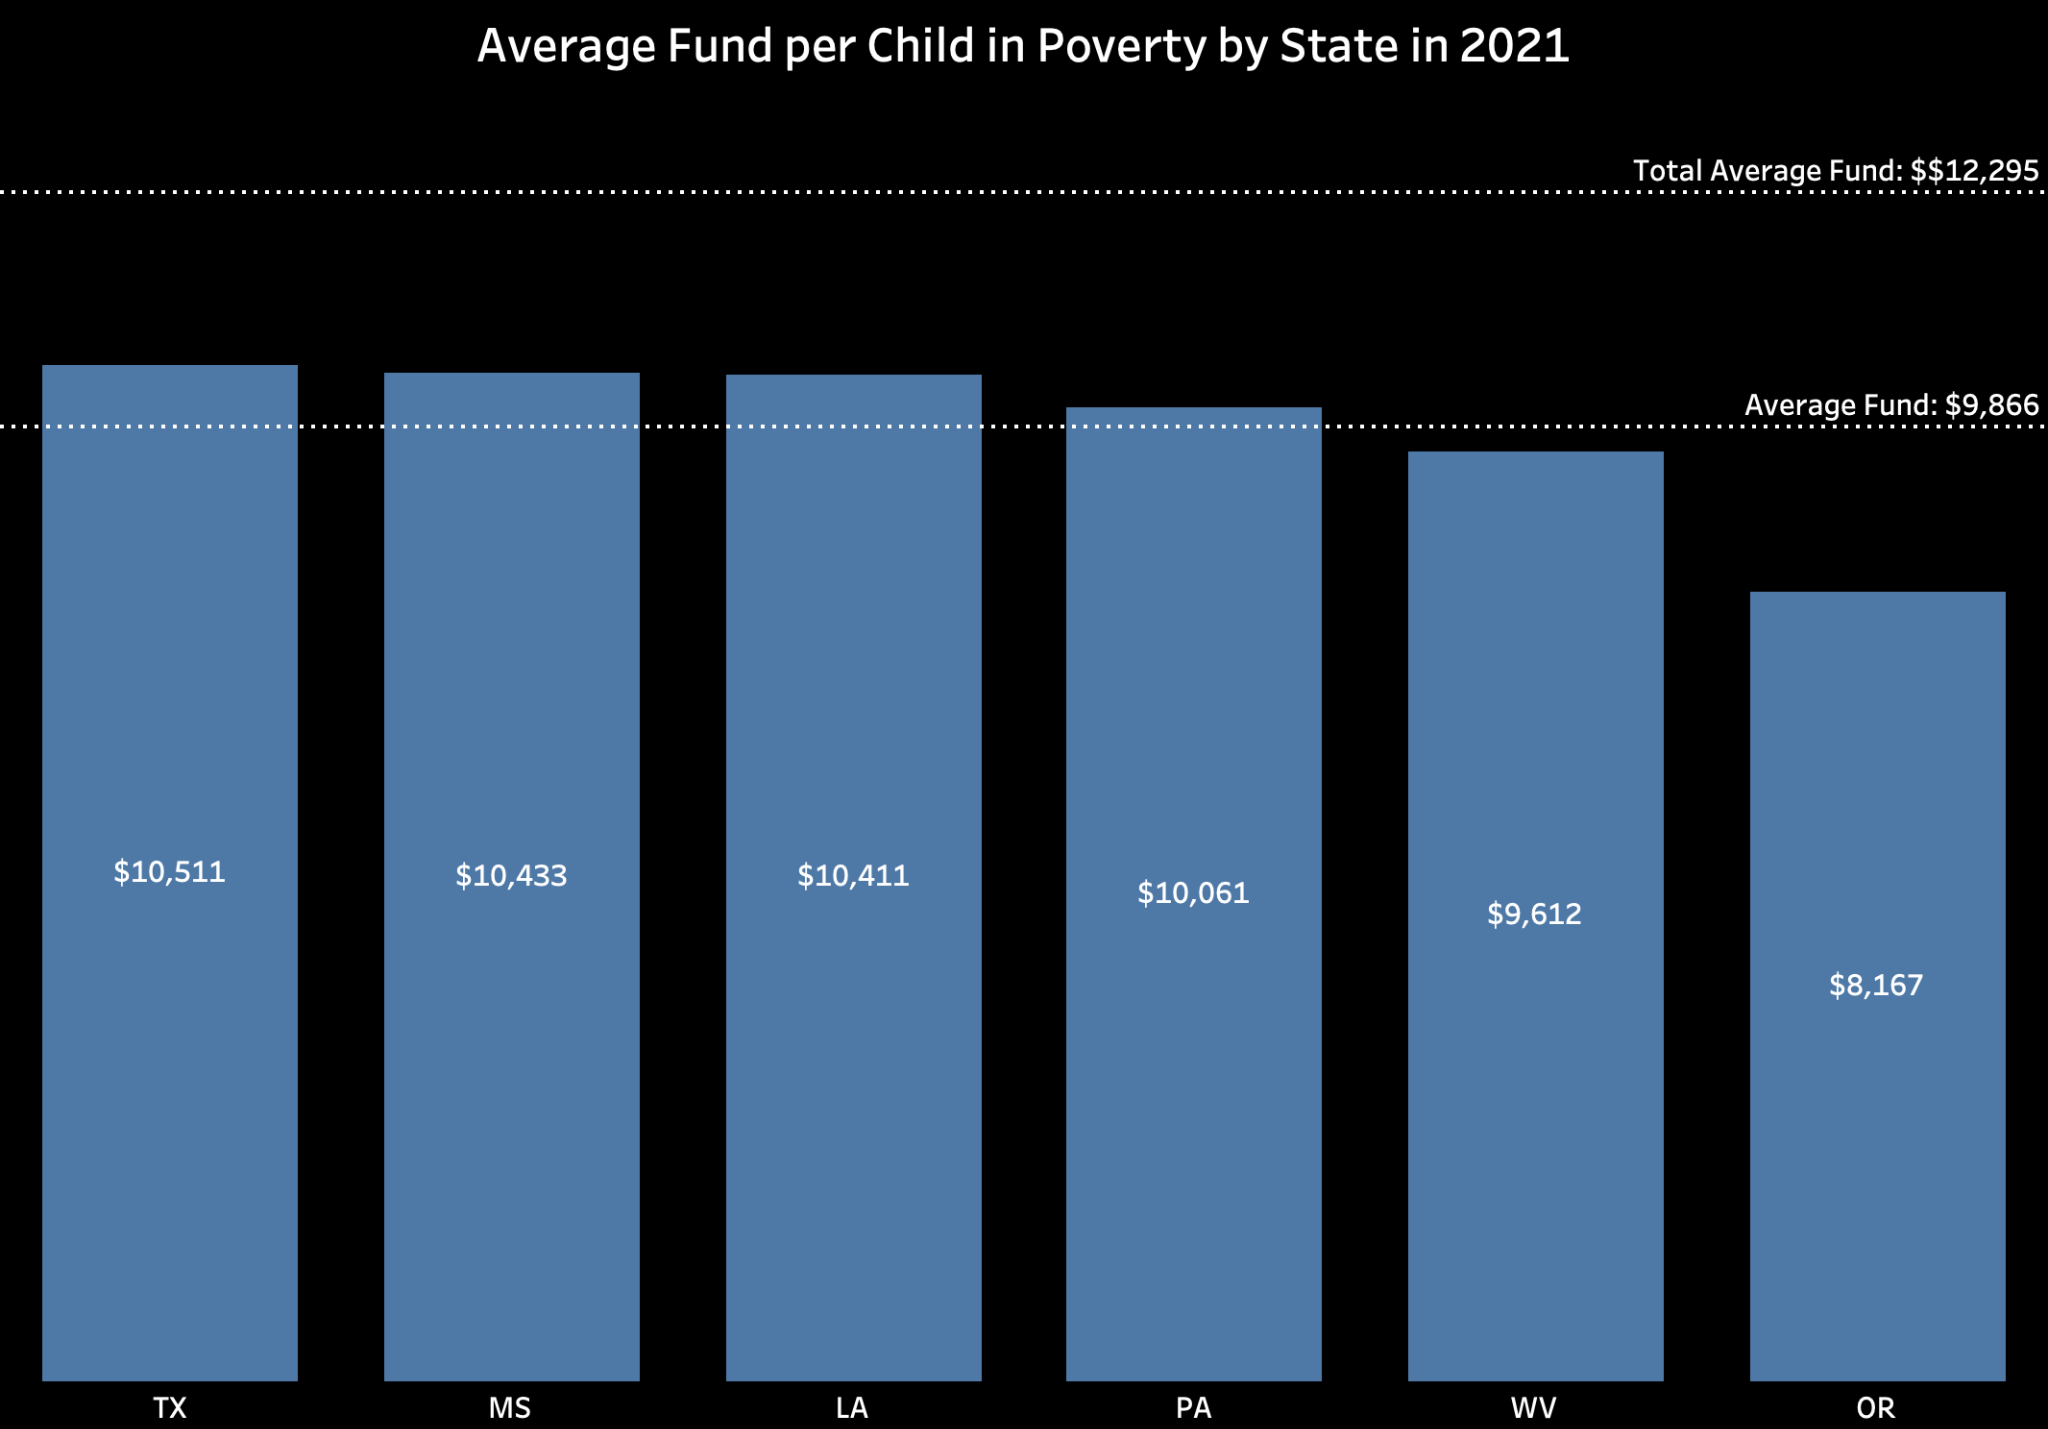 Average Fund per Child in Poverty by State in 2021
Total Average Fund: $$12,295
Average Fund: $9,866
$10,511
$10,433
$10,411
$10,061
$9,612
$8,167
TX
MS
LA
PA
WV
OR